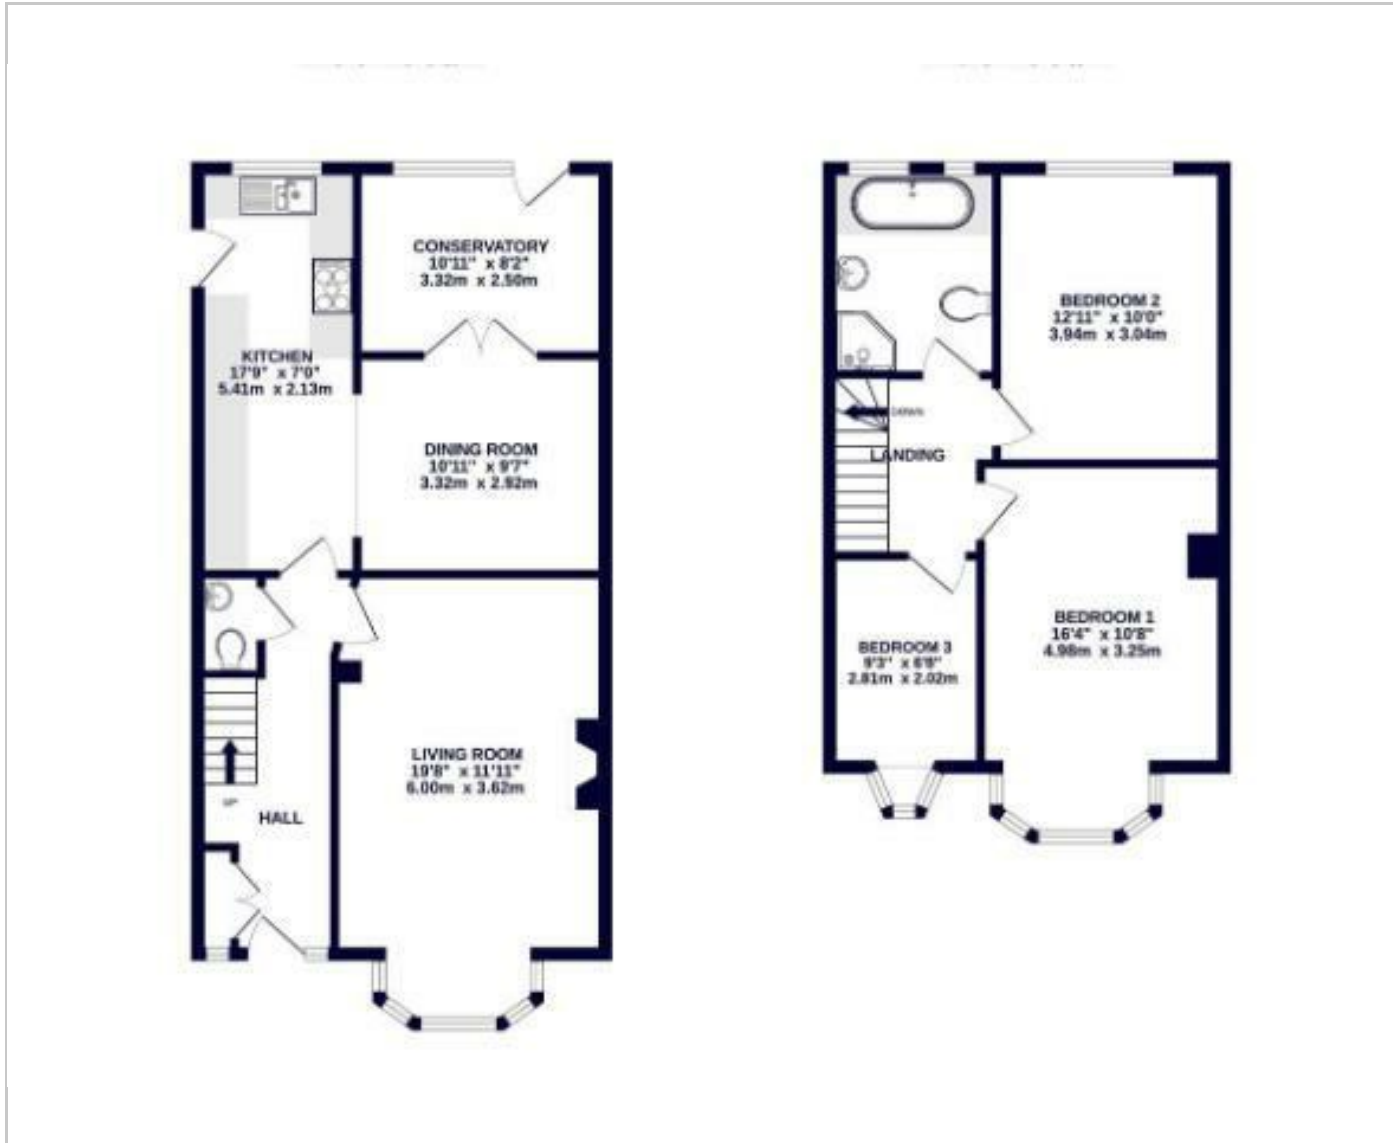 CONSERVATORY
10'11" x 8'2"
3.32m x 2.50m
KITCHEN
17'9" x 7'0"
5.41m x 2.13m
DINING ROOM
10'11" x 9'7"
3.32m x 2.92m
LIVING ROOM
19'8" x 11'11"
6.00m x 3.62m
UP
HALL
BEDROOM 2
12'11" x 10'0"
3.94m x 3.04m
DOWN
LANDING
BEDROOM 1
16'4" x 10'8"
4.98m x 3.25m
BEDROOM 3
9'3" x 6'8"
2.81m x 2.02m